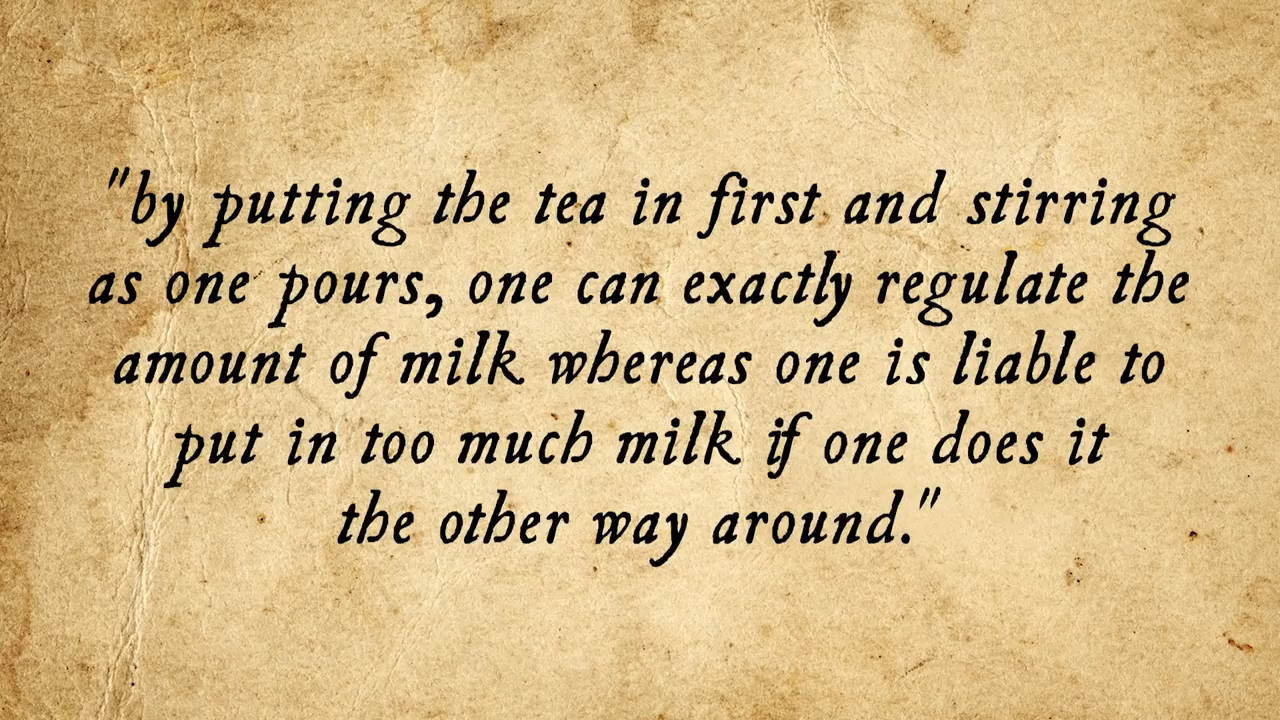 "by putting the tea in first and stirring
as one pours, one can exactly regulate the
amount of milk whereas one is liable to
put in too much milk if one does it
the other way around."